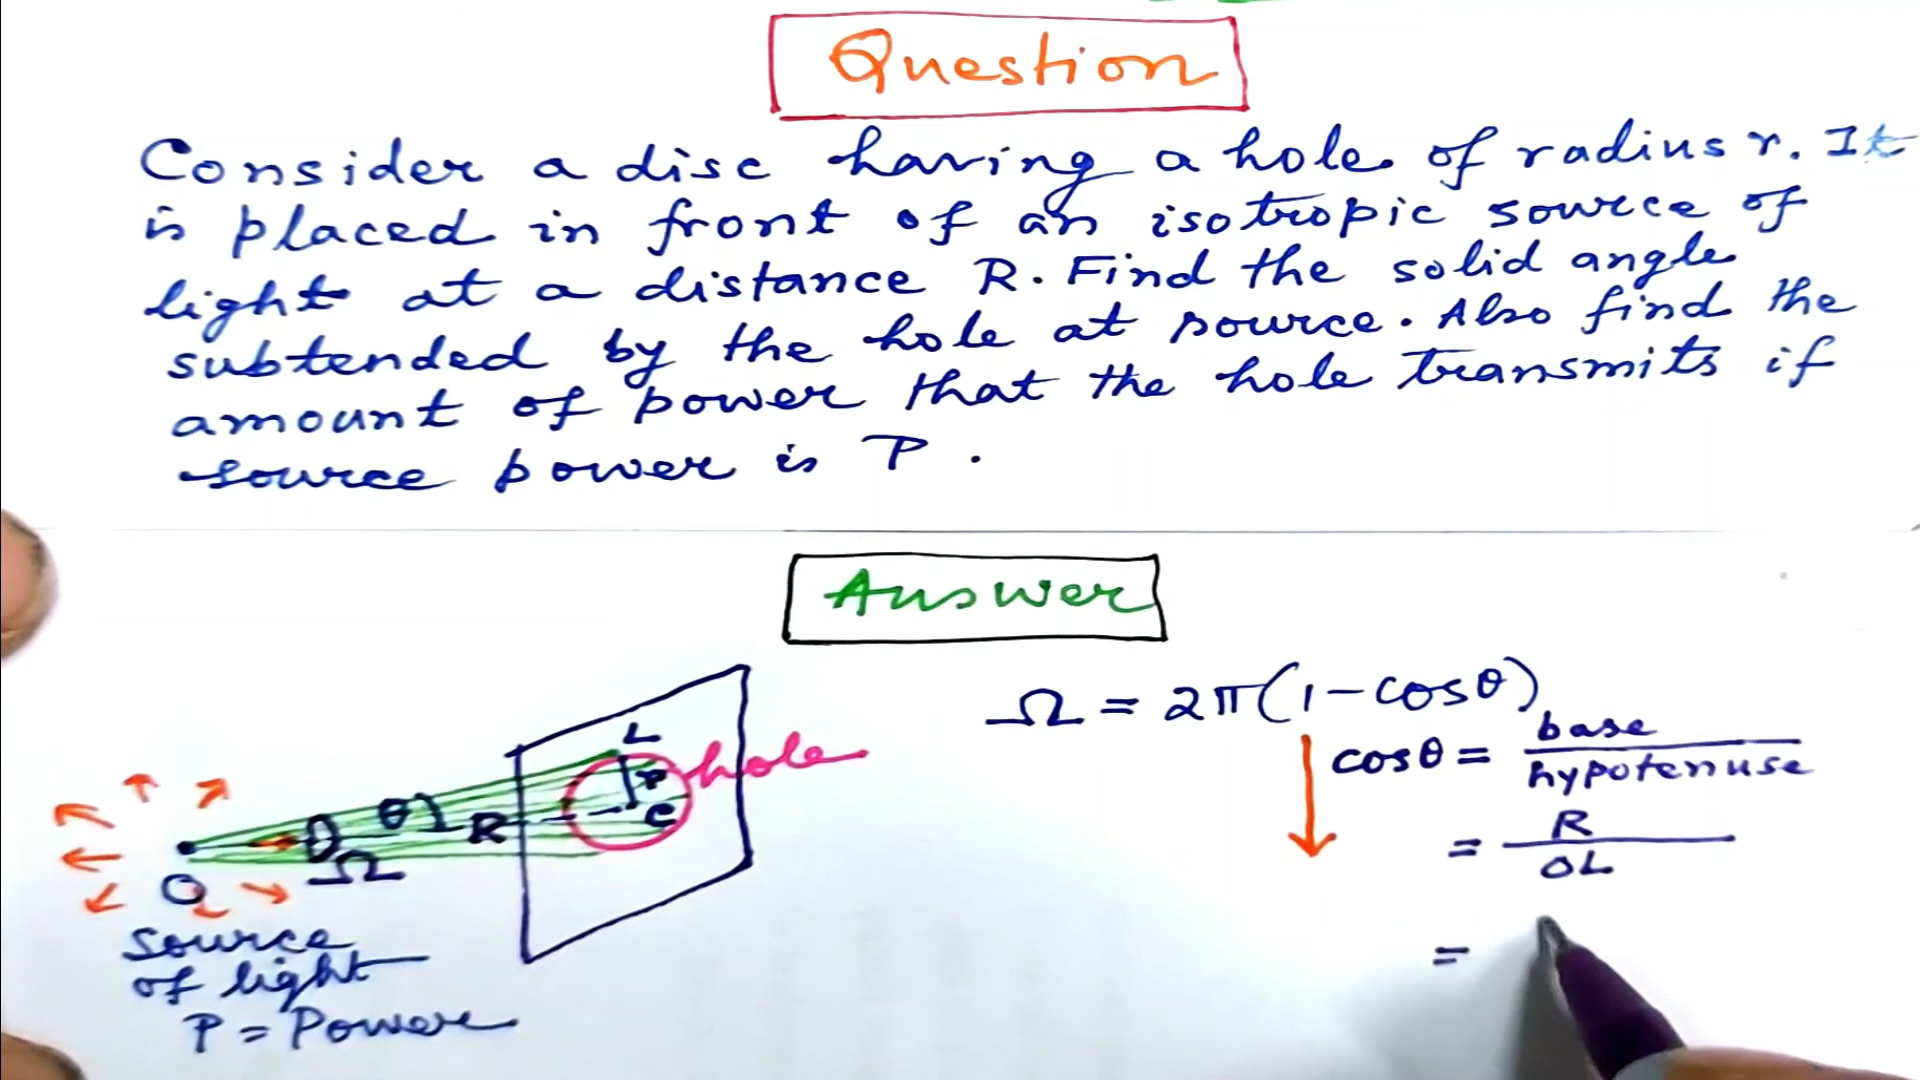 Question
Consider a disc having a hole of radius r. It
is placed in front of an isotropic source of
light at a distance R. Find the solid angle
subtended by the hole at source. Also find the
amount of power that the hole transmits if
source power is P.
Answer
Ω = 2π(1-cosθ)
cosθ = base
hypotenuse
= R
OL
=
L
hole
r
C
θ
R
Ω
O
source
of light
P = Power